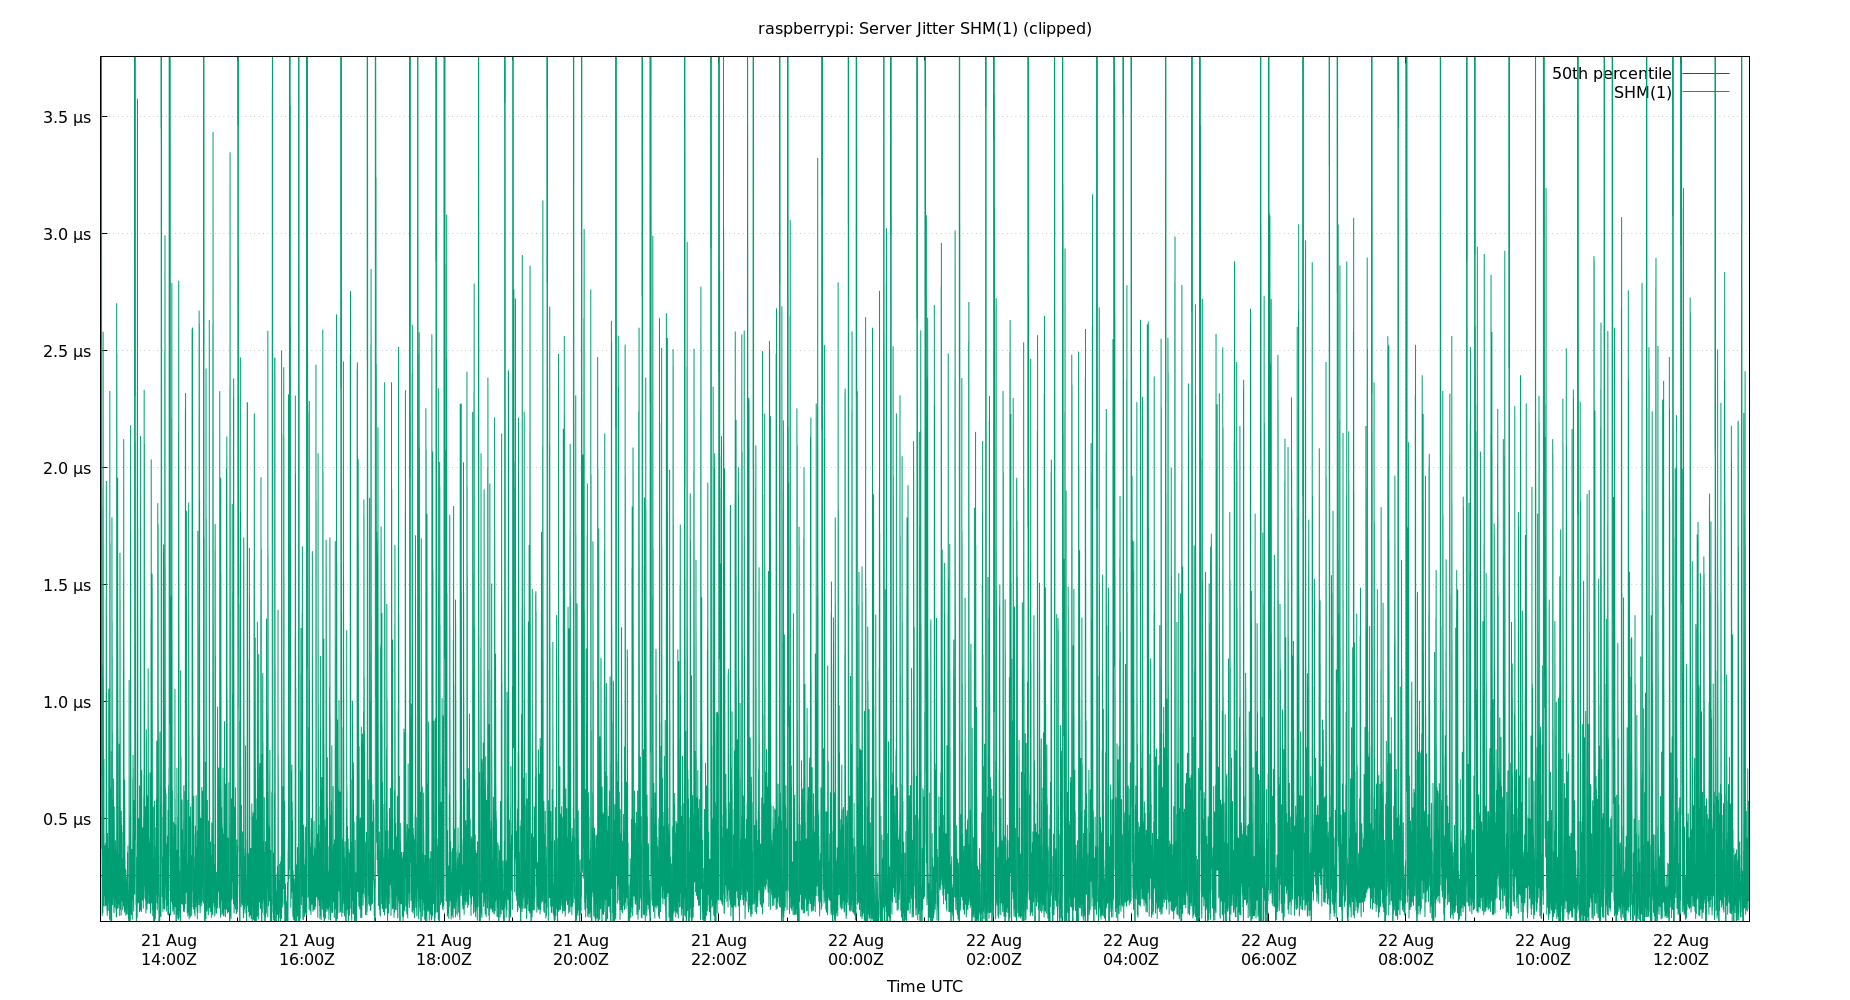 raspberrypi: Server Jitter SHM(1) (clipped)
50th percentile
SHM(1)
3.5 µs
3.0 µs
2.5 µs
2.0 µs
1.5 µs
1.0 µs
0.5 µs
21 Aug 21 Aug 21 Aug 21 Aug 21 Aug 22 Aug 22 Aug 22 Aug 22 Aug 22 Aug 22 Aug 22 Aug
14:00Z 16:00Z 18:00Z 20:00Z 22:00Z 00:00Z 02:00Z 04:00Z 06:00Z 08:00Z 10:00Z 12:00Z
Time UTC